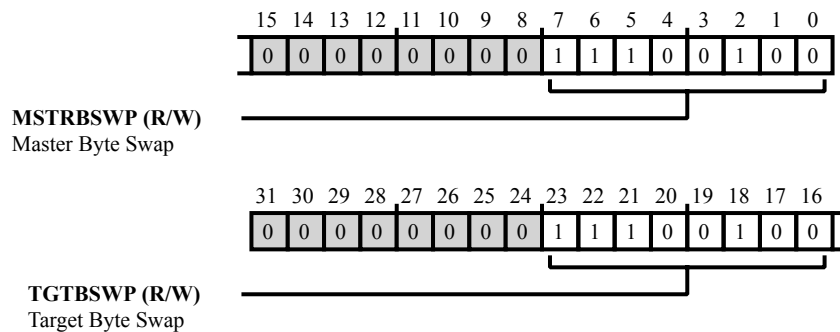 15 14 13 12 11 10 9 8 7 6 5 4 3 2 1 0
0 0 0 0 0 0 0 0 1 1 1 0 0 1 0 0
MSTRBSWP (R/W)
Master Byte Swap
31 30 29 28 27 26 25 24 23 22 21 20 19 18 17 16
0 0 0 0 0 0 0 0 1 1 1 0 0 1 0 0
TGTBSWP (R/W)
Target Byte Swap